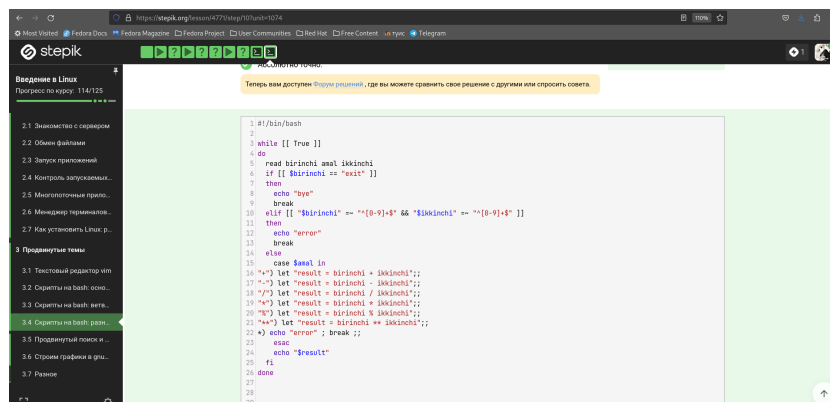 https://stepik.org/lesson/4771/step/10?unit=1074
110%
Most Visited Fedora Docs Fedora Magazine Fedora Project User Communities Red Hat Free Content Telegram
stepik
1
Введение в Linux
Прогресс по курсу: 114/125
2.1 Знакомство с сервером
2.2 Обмен файлами
2.3 Запуск приложений
2.4 Контроль запускаемых...
2.5 Многопоточные прило...
2.6 Менеджер терминалов...
2.7 Как установить Linux: р...
3 Продвинутые темы
3.1 Текстовый редактор vim
3.2 Скрипты на bash: осно...
3.3 Скрипты на bash: ветв...
3.4 Скрипты на bash: разн...
3.5 Продвинутый поиск и ...
3.6 Строим графики в gnu...
3.7 Разное
Абсолютно точно.
Теперь вам доступен Форум решений , где вы можете сравнить свое решение с другими или спросить совета.
1 #!/bin/bash
2
3 while [[ True ]]
4 do
5 read birinchi amal ikkinchi
6 if [[ $birinchi == "exit" ]]
7 then
8 echo "bye"
9 break
10 elif [[ "$birinchi" =~ "^[0-9]+$" && "$ikkinchi" =~ "^[0-9]+$" ]]
11 then
12 echo "error"
13 break
14 else
15 case $amal in
16 "+") let "result = birinchi + ikkinchi";;
17 "-") let "result = birinchi - ikkinchi";;
18 "/") let "result = birinchi / ikkinchi";;
19 "*") let "result = birinchi * ikkinchi";;
20 "%") let "result = birinchi % ikkinchi";;
21 "**") let "result = birinchi ** ikkinchi";;
22 *) echo "error" ; break ;;
23 esac
24 echo "$result"
25 fi
26 done
27
28